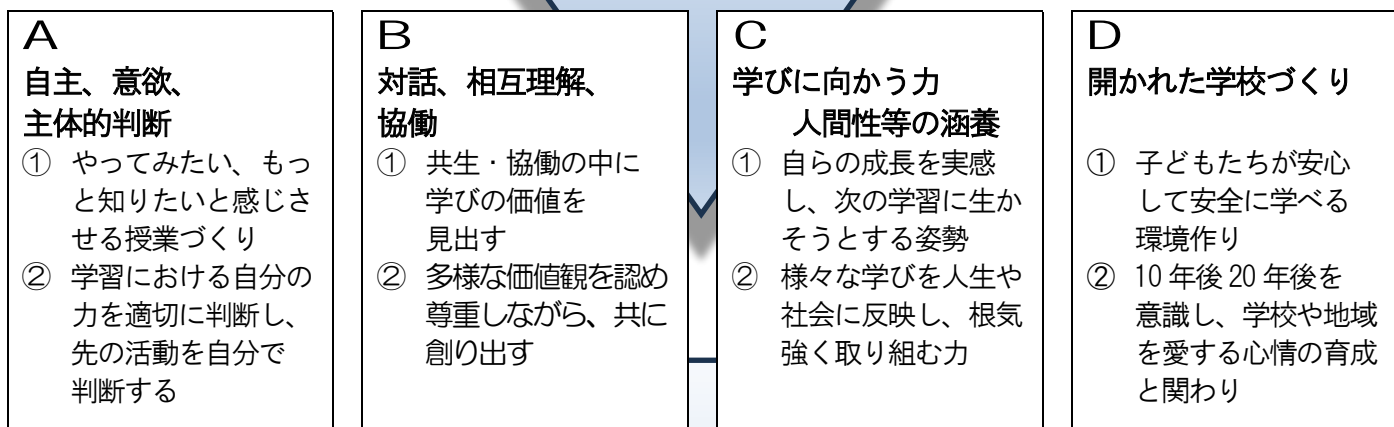 A
自主、意欲、
主体的判断
① やってみたい、もっ
と知りたいと感じさ
せる授業づくり
② 学習における自分の
力を適切に判断し、
先の活動を自分で
判断する
B
対話、相互理解、
協働
① 共生・協働の中に
学びの価値を
見出す
② 多様な価値観を認め
尊重しながら、共に
創り出す
C
学びに向かう力
人間性等の涵養
① 自らの成長を実感
し、次の学習に生か
そうとする姿勢
② 様々な学びを人生や
社会に反映し、根気
強く取り組む力
D
開かれた学校づくり
① 子どもたちが安心
して安全に学べる
環境作り
② 10年後20年後を
意識し、学校や地域
を愛する心情の育成
と関わり